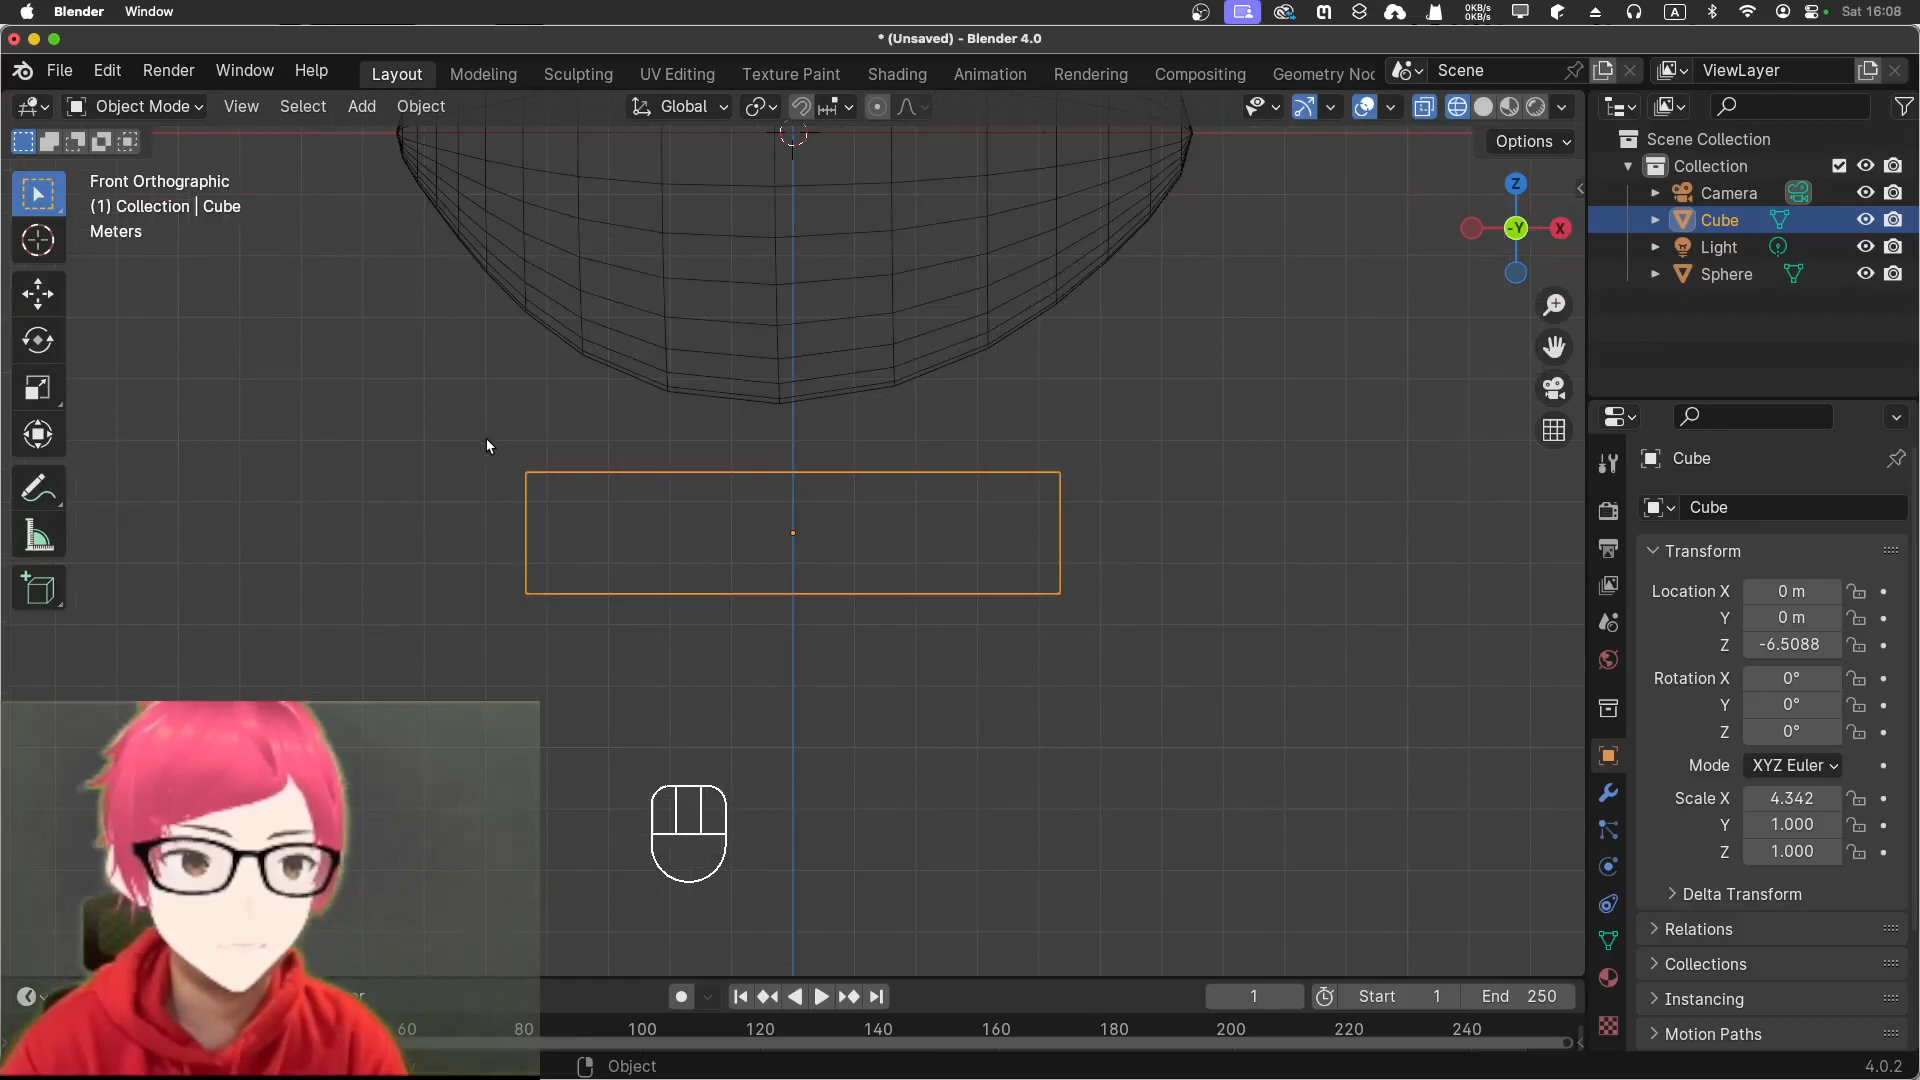 Blender Window
0KB/s
0KB/s
A
Sat 16:08
* (Unsaved) - Blender 4.0
File Edit Render Window Help
Layout Modeling Sculpting UV Editing Texture Paint Shading Animation Rendering Compositing Geometry Noc
Scene
ViewLayer
Object Mode View Select Add Object
Global
Options
Front Orthographic
(1) Collection | Cube
Meters
Z
-Y
X
Scene Collection
Collection
Camera
Cube
Light
Sphere
Cube
Cube
Transform
Location X 0 m
Y 0 m
Z -6.5088
Rotation X 0°
Y 0°
Z 0°
Mode XYZ Euler
Scale X 4.342
Y 1.000
Z 1.000
Delta Transform
Relations
Collections
Instancing
Motion Paths
1
Start 1
End 250
60 80 100 120 140 160 180 200 220 240
Object
4.0.2